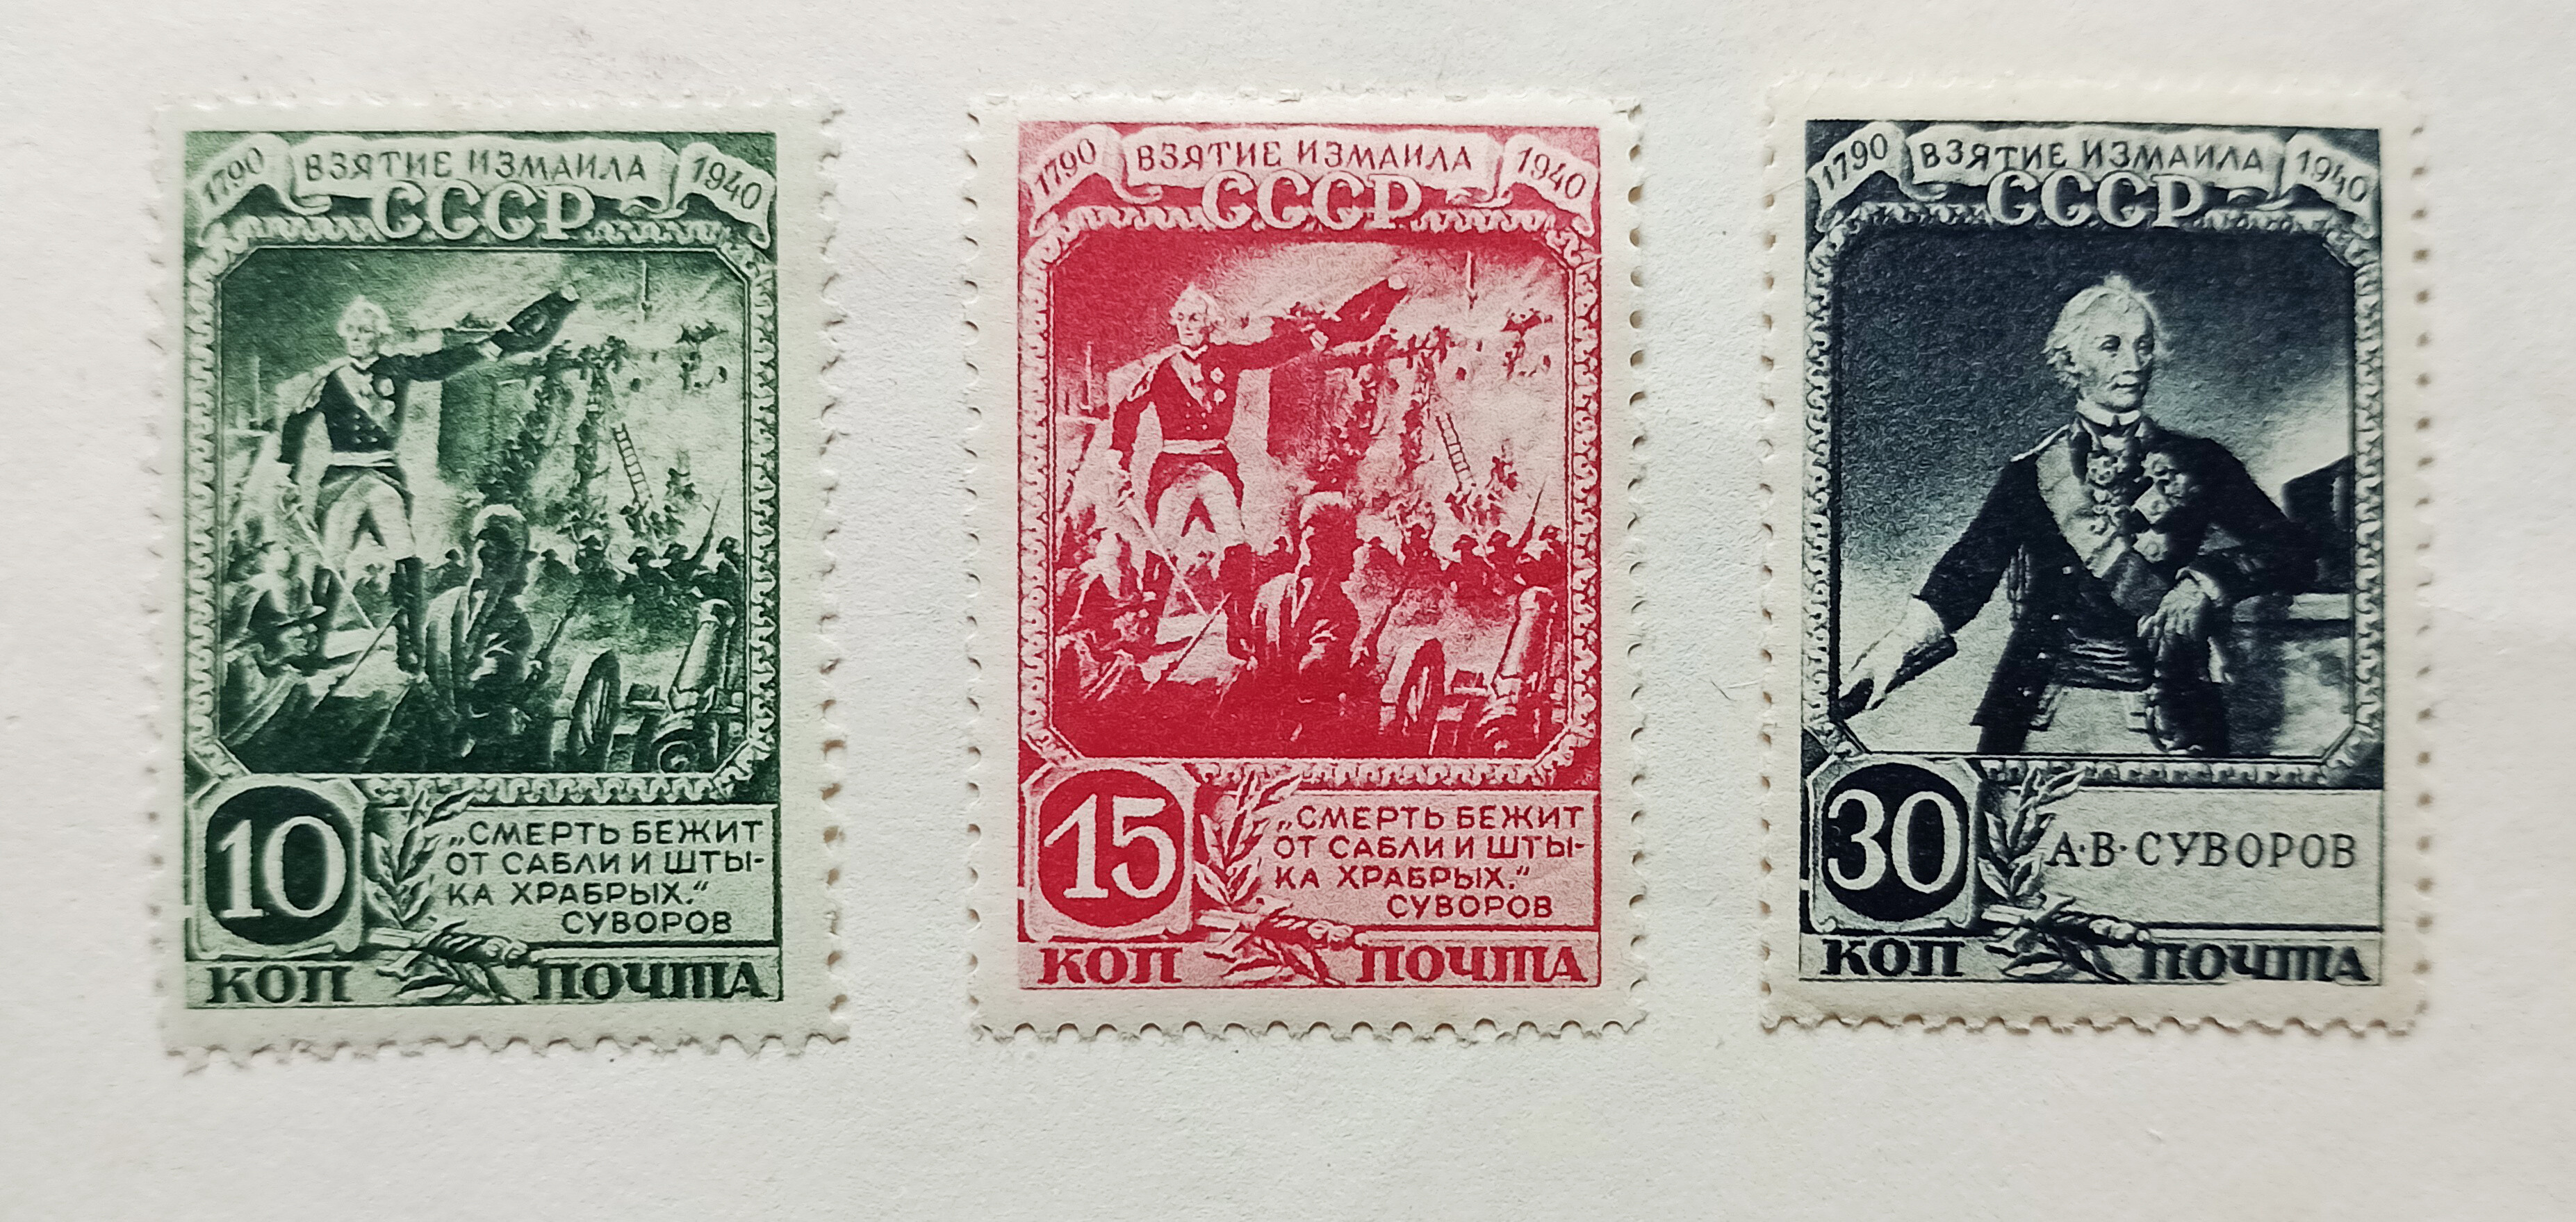 1790 ВЗЯТИЕ ИЗМАИЛА 1940
СССР
10
„СМЕРТЬ БЕЖИТ
ОТ САБЛИ И ШТЫ-
КА ХРАБРЫХ."
СУВОРОВ
КОП ПОЧТА
1790 ВЗЯТИЕ ИЗМАИЛА 1940
СССР
15
„СМЕРТЬ БЕЖИТ
ОТ САБЛИ И ШТЫ-
КА ХРАБРЫХ."
СУВОРОВ
КОП ПОЧТА
1790 ВЗЯТИЕ ИЗМАИЛА 1940
СССР
30
А·В·СУВОРОВ
КОП ПОЧТА